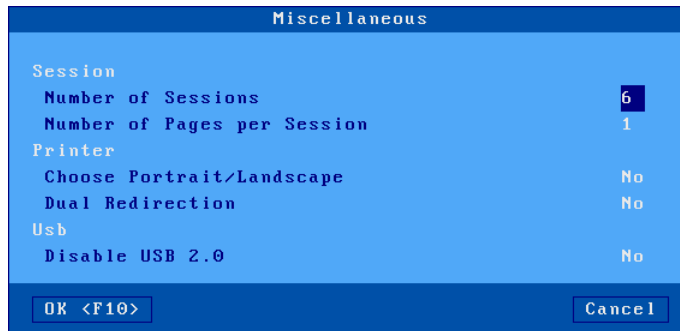 Miscellaneous
Session
Number of Sessions 6
Number of Pages per Session 1
Printer
Choose Portrait/Landscape No
Dual Redirection No
Usb
Disable USB 2.0 No
OK <F10> Cancel